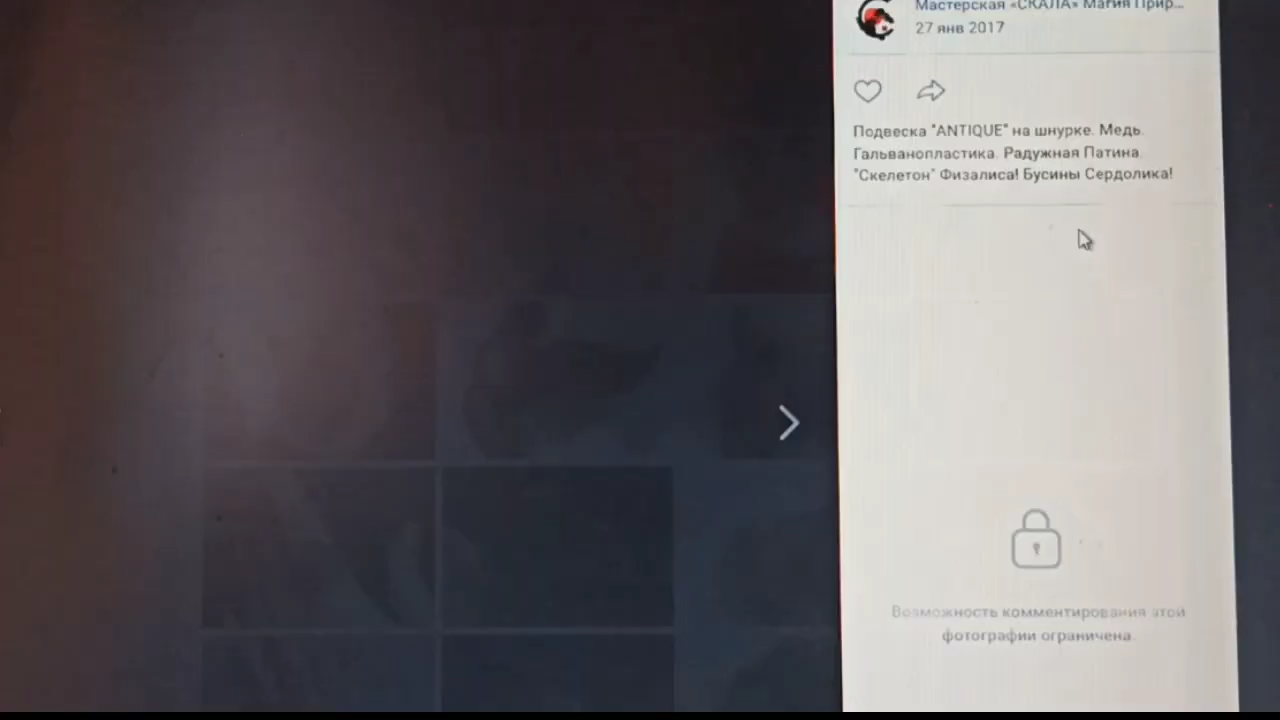 Мастерская «СКАЛА» Магия Прир...
27 янв 2017
Подвеска "ANTIQUE" на шнурке. Медь.
Гальванопластика. Радужная Патина.
"Скелетон" Физалиса! Бусины Сердолика!
Возможность комментирования этой
фотографии ограничена.